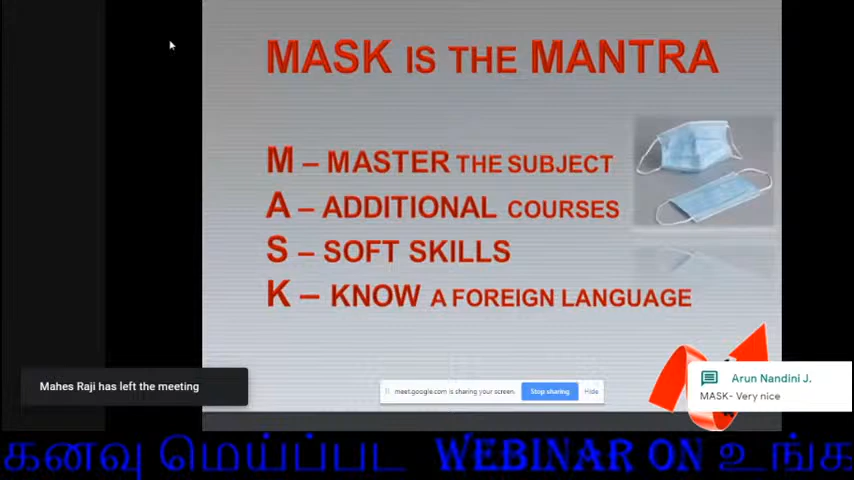 MASK IS THE MANTRA
M – MASTER THE SUBJECT
A – ADDITIONAL COURSES
S – SOFT SKILLS
K – KNOW A FOREIGN LANGUAGE
Mahes Raji has left the meeting
meet.google.com is sharing your screen.
Stop sharing
Hide
Arun Nandini J.
MASK- Very nice
கனவு மெய்ப்பட WEBINAR ON உங்க